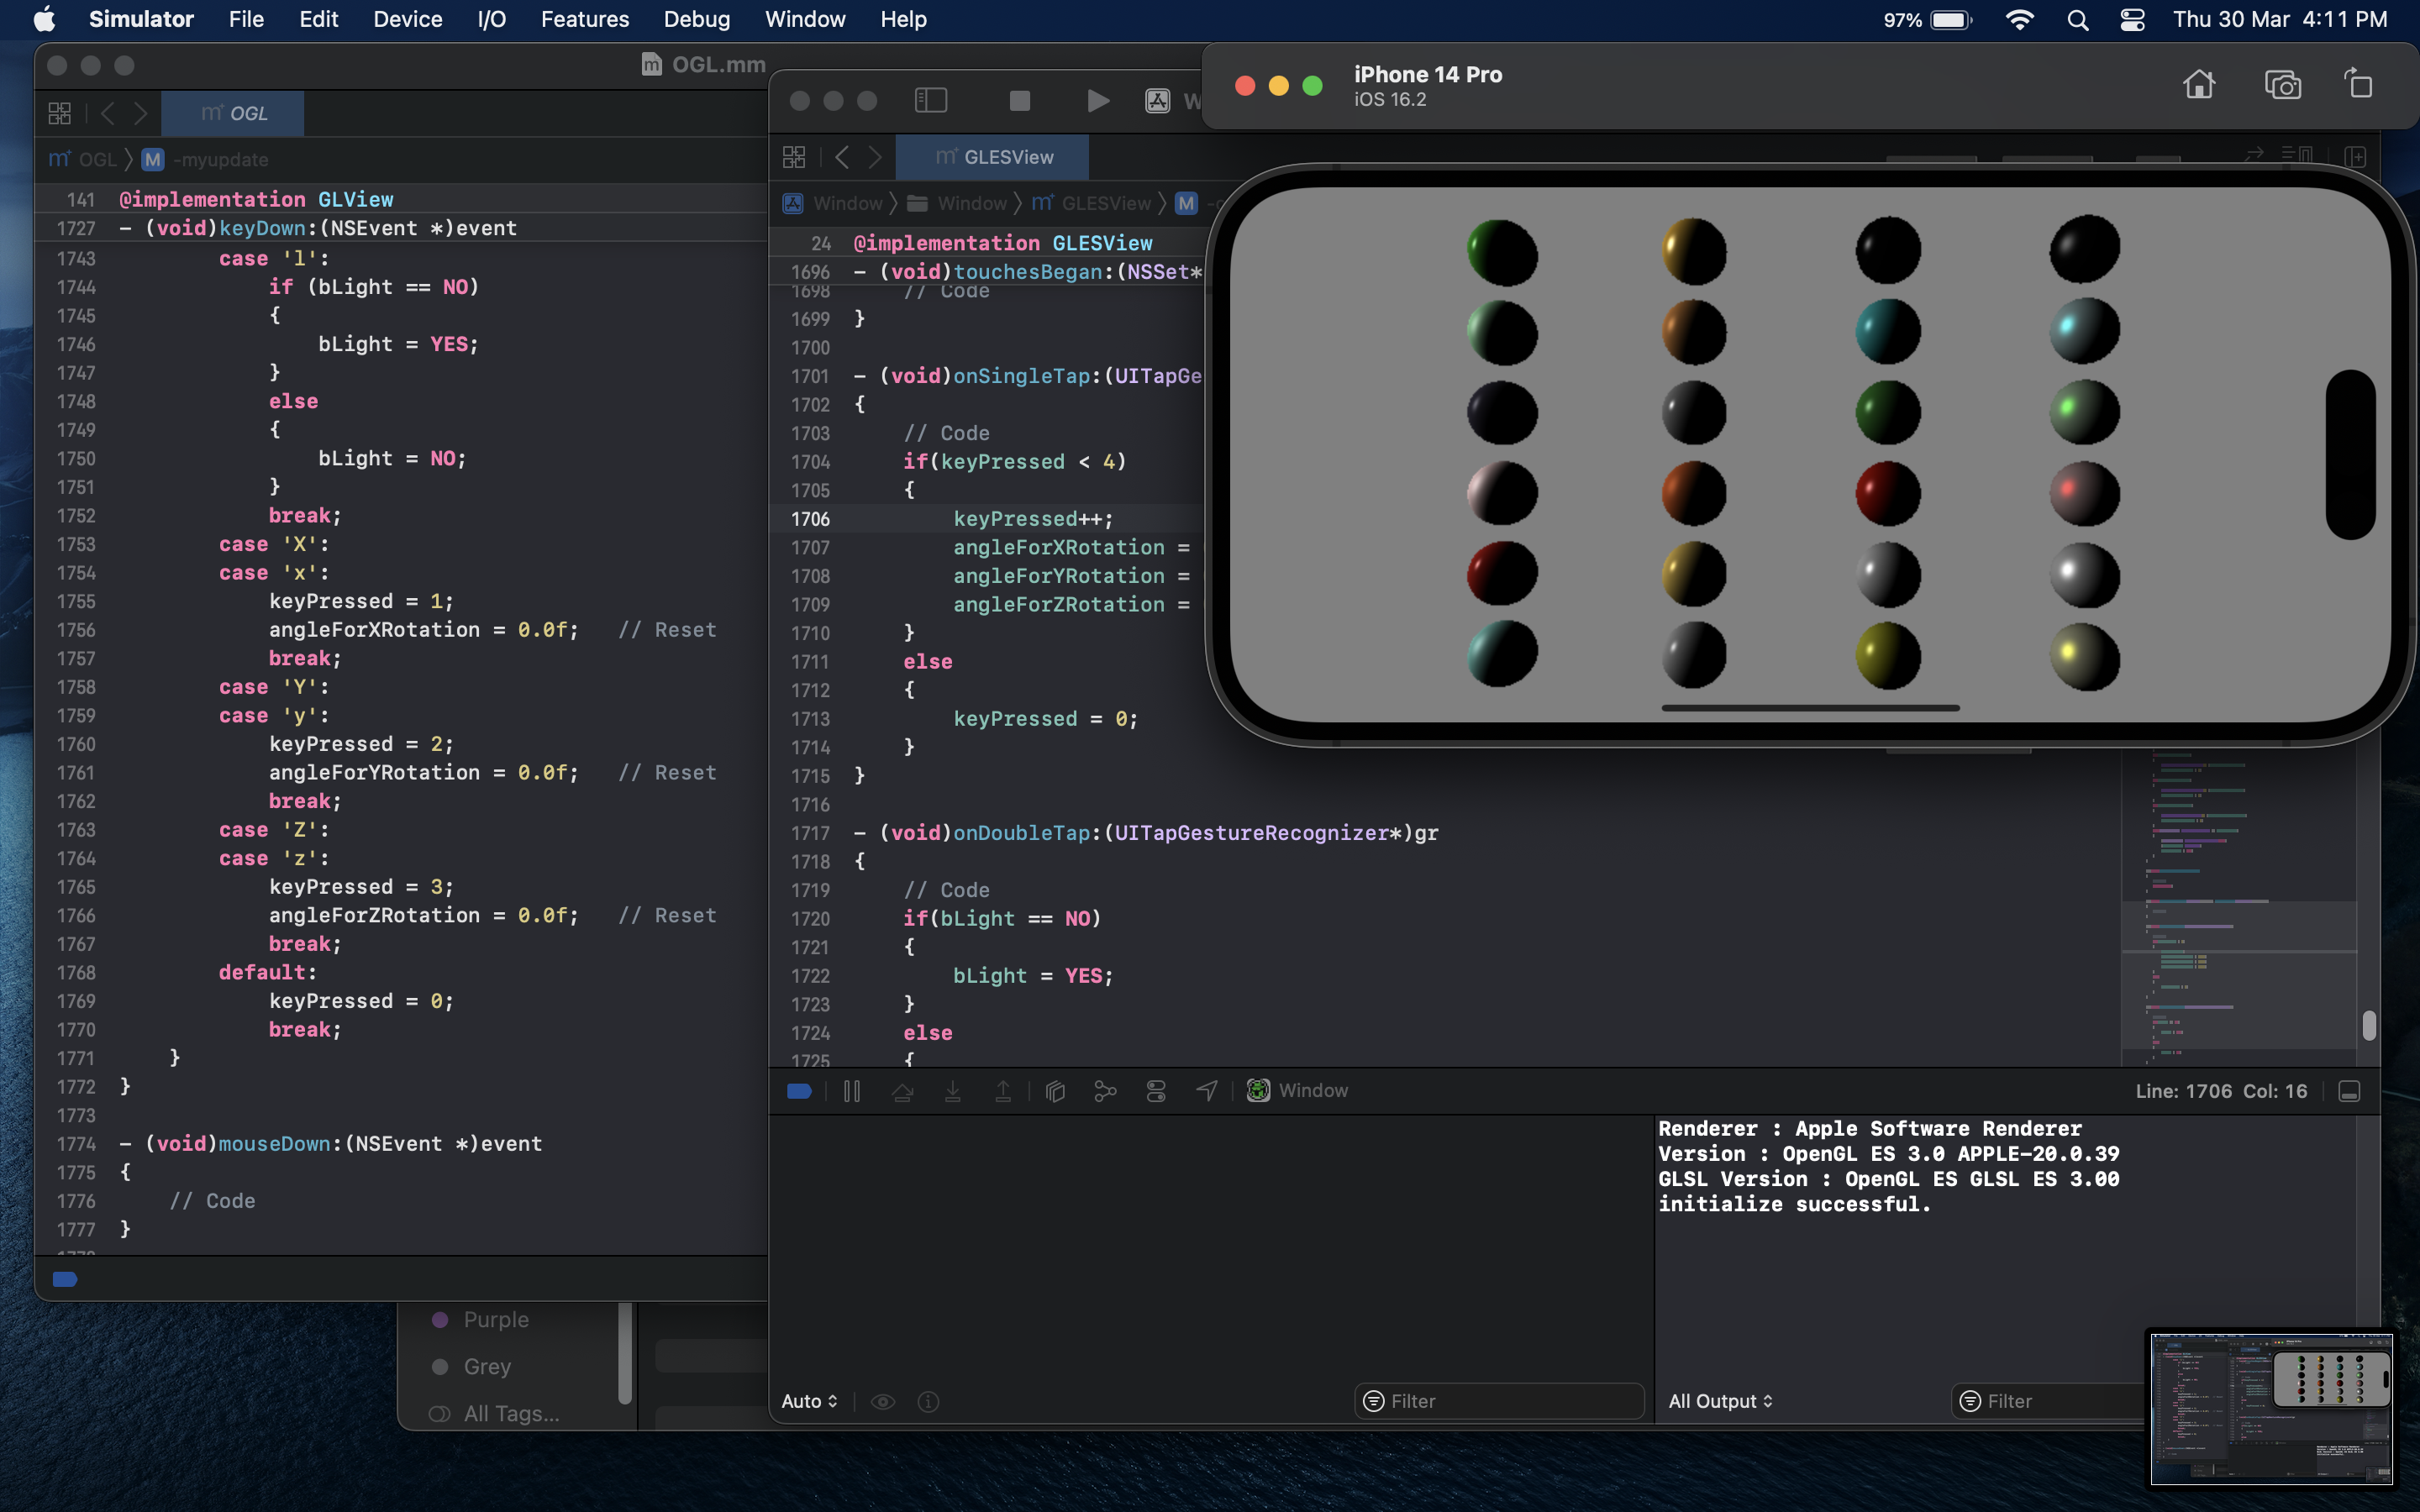 Simulator File Edit Device I/O Features Debug Window Help 97% Thu 30 Mar 4:11 PM
OGL.mm
OGL
OGL M -myupdate
141 @implementation GLView
1727 - (void)keyDown:(NSEvent *)event
1743 case 'l':
1744 if (bLight == NO)
1745 {
1746 bLight = YES;
1747 }
1748 else
1749 {
1750 bLight = NO;
1751 }
1752 break;
1753 case 'X':
1754 case 'x':
1755 keyPressed = 1;
1756 angleForXRotation = 0.0f; // Reset
1757 break;
1758 case 'Y':
1759 case 'y':
1760 keyPressed = 2;
1761 angleForYRotation = 0.0f; // Reset
1762 break;
1763 case 'Z':
1764 case 'z':
1765 keyPressed = 3;
1766 angleForZRotation = 0.0f; // Reset
1767 break;
1768 default:
1769 keyPressed = 0;
1770 break;
1771 }
1772 }
1773
1774 - (void)mouseDown:(NSEvent *)event
1775 {
1776 // Code
1777 }
Purple
Grey
All Tags...
W
GLESView
Window Window GLESView M
24 @implementation GLESView
1696 - (void)touchesBegan:(NSSet*
1698 // Code
1699 }
1700
1701 - (void)onSingleTap:(UITapGe
1702 {
1703 // Code
1704 if(keyPressed < 4)
1705 {
1706 keyPressed++;
1707 angleForXRotation =
1708 angleForYRotation =
1709 angleForZRotation =
1710 }
1711 else
1712 {
1713 keyPressed = 0;
1714 }
1715 }
1716
1717 - (void)onDoubleTap:(UITapGestureRecognizer*)gr
1718 {
1719 // Code
1720 if(bLight == NO)
1721 {
1722 bLight = YES;
1723 }
1724 else
1725 {
Window Line: 1706 Col: 16
Auto Filter
Renderer : Apple Software Renderer
Version : OpenGL ES 3.0 APPLE-20.0.39
GLSL Version : OpenGL ES GLSL ES 3.00
initialize successful.
All Output Filter
iPhone 14 Pro
iOS 16.2